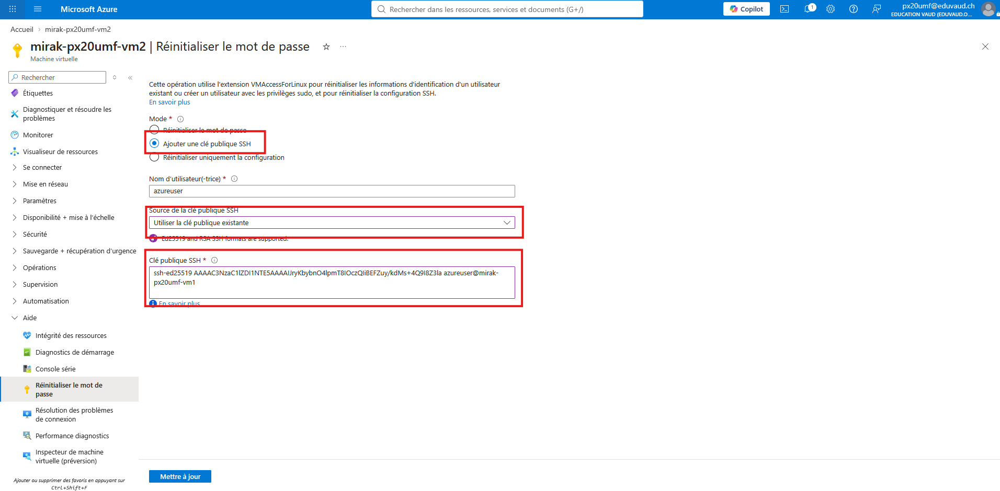 Microsoft Azure
Rechercher dans les ressources, services et documents (G+/)
Copilot
1
px20umf@eduvaud.ch
EDUCATION VAUD (EDUVAUD.O...
Accueil > mirak-px20umf-vm2
mirak-px20umf-vm2 | Réinitialiser le mot de passe
Machine virtuelle
Rechercher
Étiquettes
Diagnostiquer et résoudre les
problèmes
Monitorer
Visualiseur de ressources
Se connecter
Mise en réseau
Paramètres
Disponibilité + mise à l'échelle
Sécurité
Sauvegarde + récupération d'urgence
Opérations
Supervision
Automatisation
Aide
Intégrité des ressources
Diagnostics de démarrage
Console série
Réinitialiser le mot de
passe
Résolution des problèmes
de connexion
Performance diagnostics
Inspecteur de machine
virtuelle (préversion)
Ajouter ou supprimer des favoris en appuyant sur
Ctrl+Shift+F
Cette opération utilise l'extension VMAccessForLinux pour réinitialiser les informations d'identification d'un utilisateur
existant ou créer un utilisateur avec les privilèges sudo, et pour réinitialiser la configuration SSH.
En savoir plus
Mode *
Réinitialiser le mot de passe
Ajouter une clé publique SSH
Réinitialiser uniquement la configuration
Nom d'utilisateur(-trice) *
azureuser
Source de la clé publique SSH
Utiliser la clé publique existante
Ed25519 and RSA SSH formats are supported.
Clé publique SSH *
ssh-ed25519 AAAAC3NzaC1lZDI1NTE5AAAAIJryKbybnO4lpmT8IOczQIiBEFZuy/kdMs+4Q9I8Z3la azureuser@mirak-
px20umf-vm1
En savoir plus
Mettre à jour